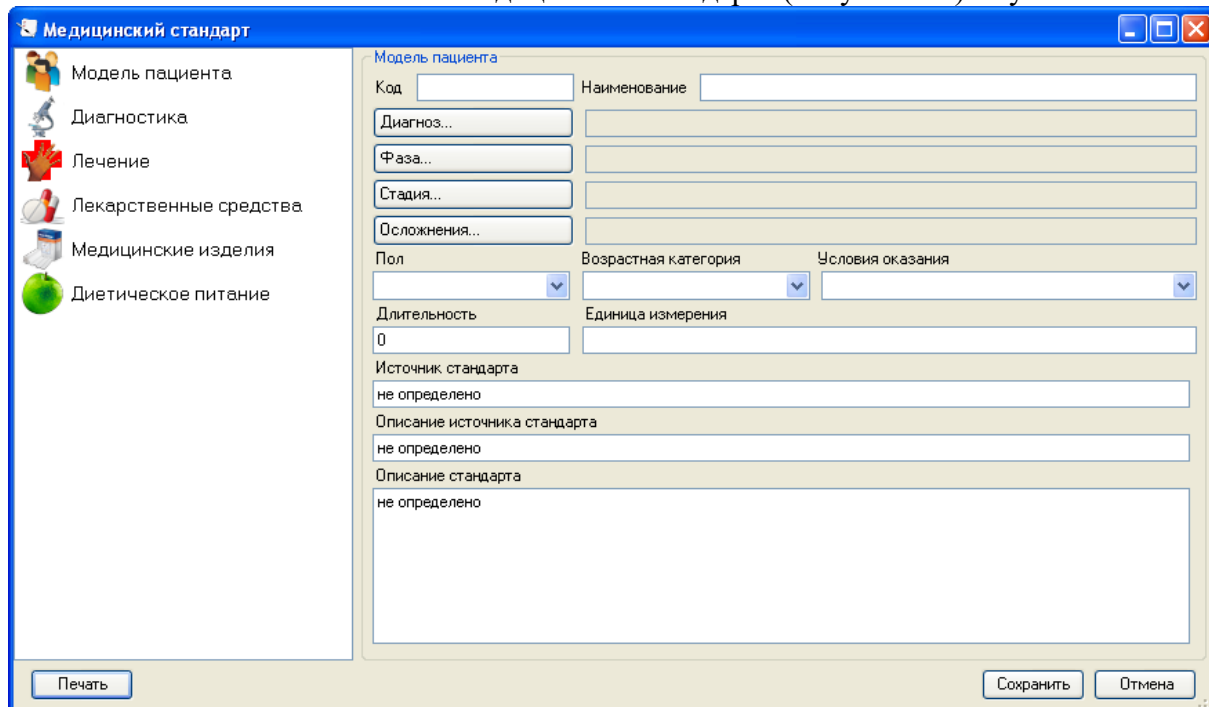 Медицинский стандарт
Модель пациента
Диагностика
Лечение
Лекарственные средства
Медицинские изделия
Диетическое питание
Модель пациента
Код Наименование
Диагноз...
Фаза...
Стадия...
Осложнения...
Пол Возрастная категория Условия оказания
Длительность Единица измерения
0
Источник стандарта
не определено
Описание источника стандарта
не определено
Описание стандарта
не определено
Печать Сохранить Отмена